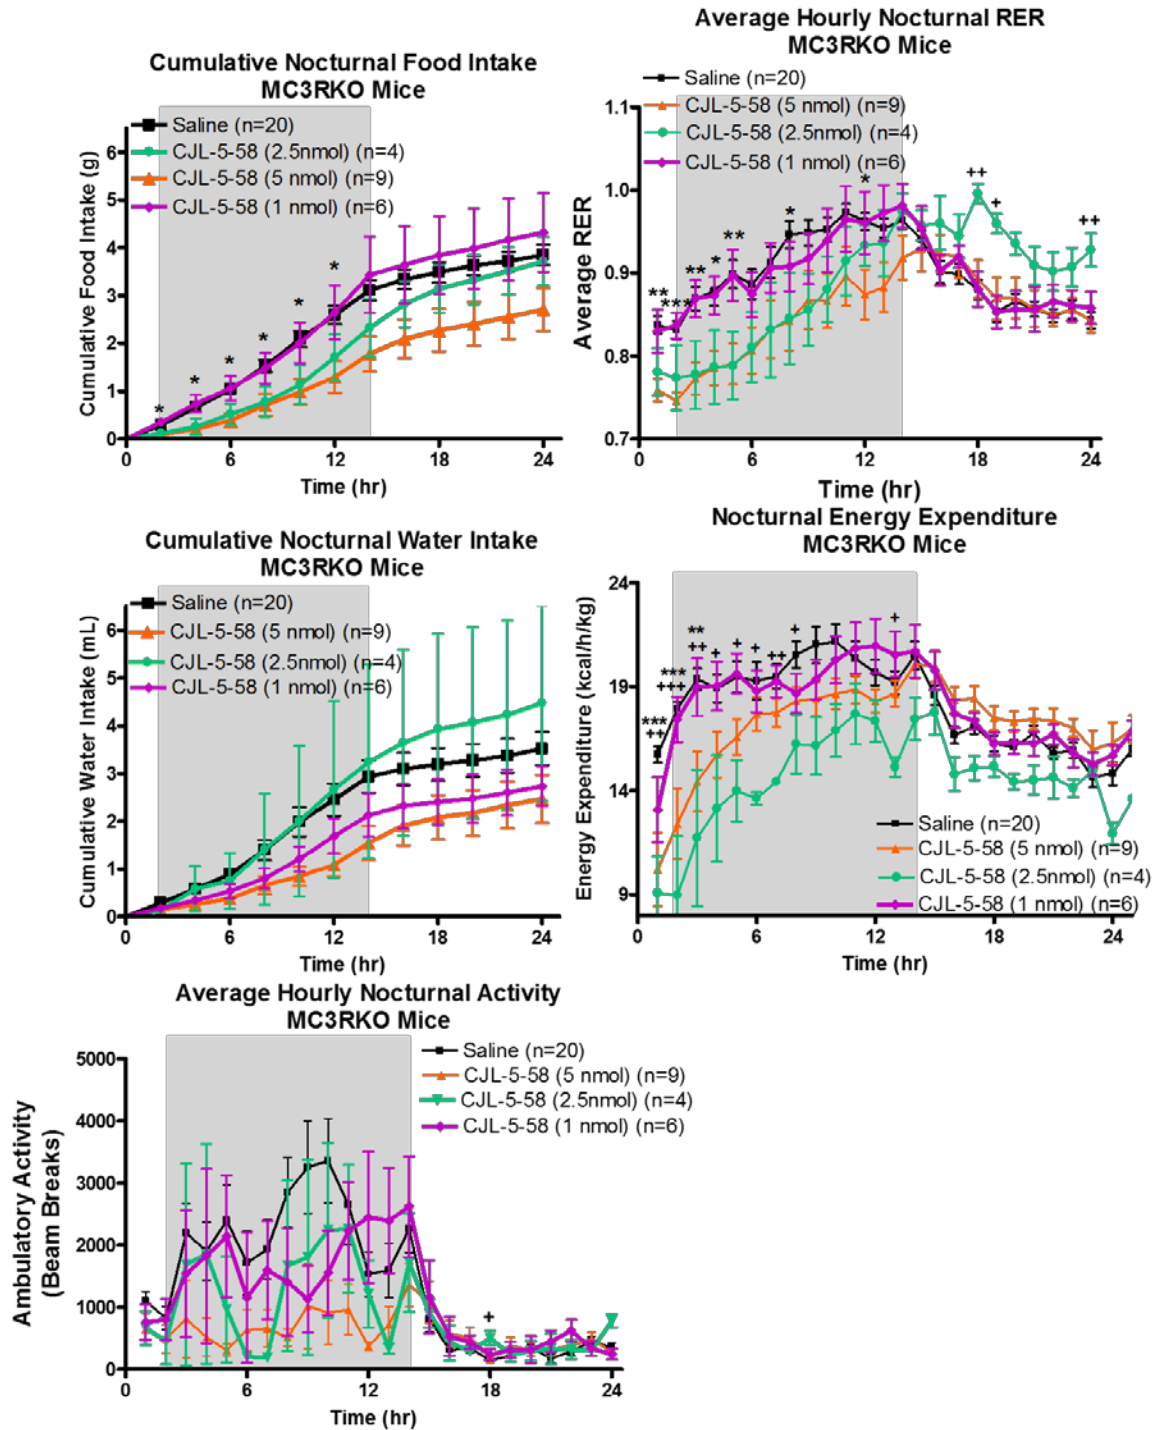 Cumulative Nocturnal Food Intake
MC3RKO Mice
Saline (n=20)
CJL-5-58 (2.5nmol) (n=4)
CJL-5-58 (5 nmol) (n=9)
CJL-5-58 (1 nmol) (n=6)
Cumulative Food Intake (g)
6
5
4
3
2
1
0
* * * * * * *
0 6 12 18 24
Time (hr)
Average Hourly Nocturnal RER
MC3RKO Mice
Saline (n=20)
CJL-5-58 (5 nmol) (n=9)
CJL-5-58 (2.5nmol) (n=4)
CJL-5-58 (1 nmol) (n=6)
Average RER
1.1
1.0
0.9
0.8
0.7
** *** ** * ** * * ++ + ++
0 6 12 18 24
Time (hr)
Cumulative Nocturnal Water Intake
MC3RKO Mice
Saline (n=20)
CJL-5-58 (5 nmol) (n=9)
CJL-5-58 (2.5nmol) (n=4)
CJL-5-58 (1 nmol) (n=6)
Cumulative Water Intake (mL)
6
5
4
3
2
1
0
0 6 12 18 24
Time (hr)
Nocturnal Energy Expenditure
MC3RKO Mice
Energy Expenditure (kcal/h/kg)
24
19
14
9
*** *** **
++ +++ ++ + + + ++ + +
Saline (n=20)
CJL-5-58 (5 nmol) (n=9)
CJL-5-58 (2.5nmol) (n=4)
CJL-5-58 (1 nmol) (n=6)
0 6 12 18 24
Time (hr)
Average Hourly Nocturnal Activity
MC3RKO Mice
Saline (n=20)
CJL-5-58 (5 nmol) (n=9)
CJL-5-58 (2.5nmol) (n=4)
CJL-5-58 (1 nmol) (n=6)
Ambulatory Activity
(Beam Breaks)
5000
4000
3000
2000
1000
0
+
0 6 12 18 24
Time (hr)